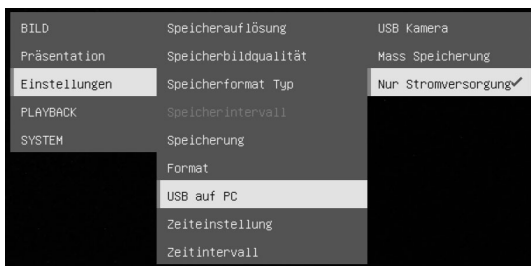 BILD
Präsentation
Einstellungen
PLAYBACK
SYSTEM
Speicherauflösung
Speicherbildqualität
Speicherformat Typ
Speicherintervall
Speicherung
Format
USB auf PC
Zeiteinstellung
Zeitintervall
USB Kamera
Mass Speicherung
Nur Stromversorgung✓